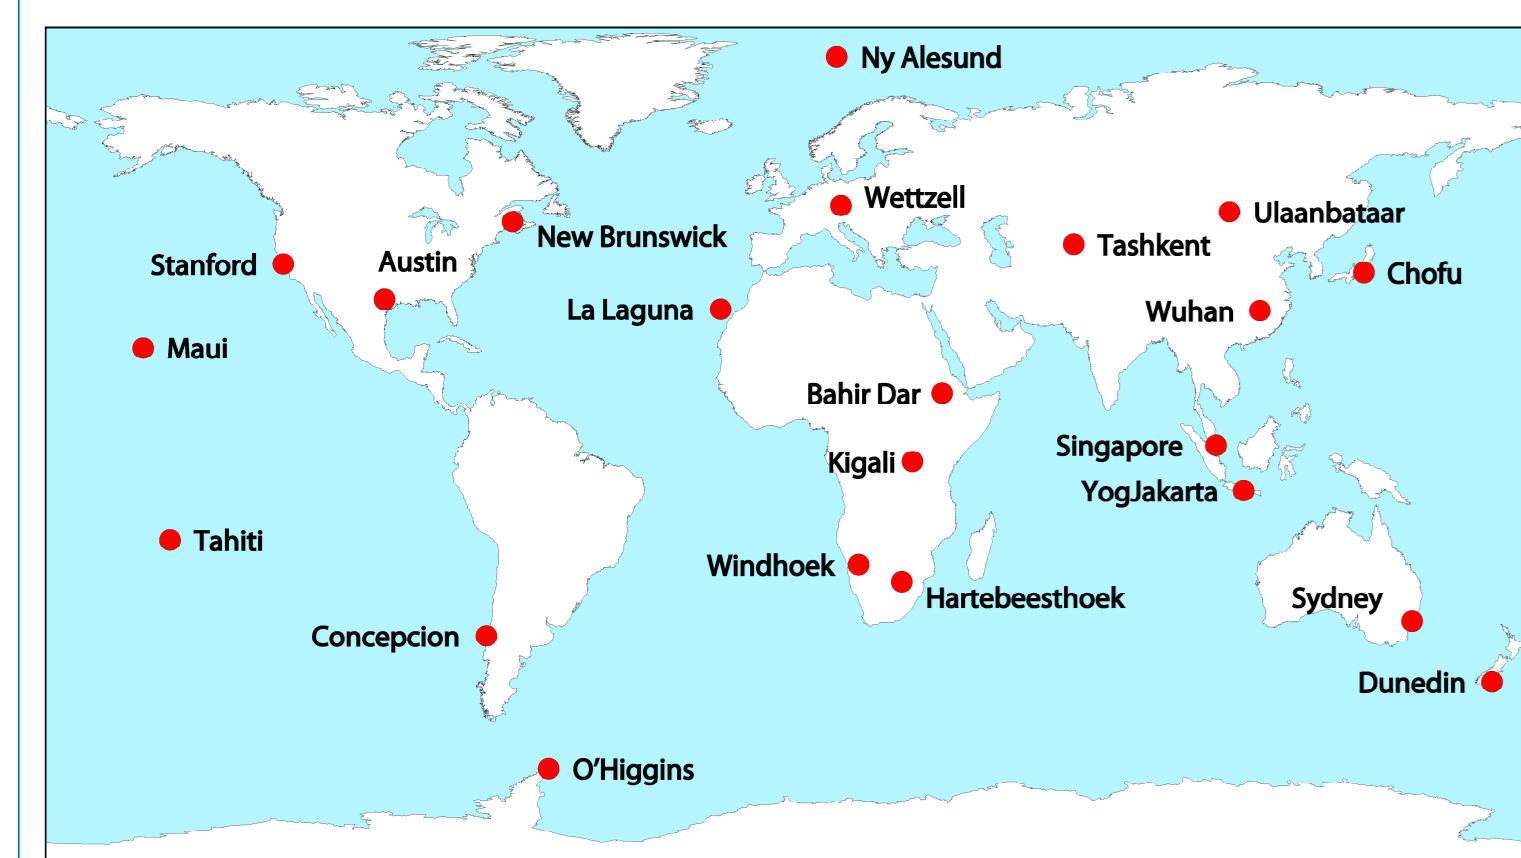 Ny Alesund
Wettzell
Ulaanbataar
New Brunswick
Tashkent
Stanford
Austin
Chofu
La Laguna
Wuhan
Maui
Bahir Dar
Singapore
Kigali
YogJakarta
Tahiti
Windhoek
Hartebeesthoek
Sydney
Concepcion
Dunedin
O’Higgins